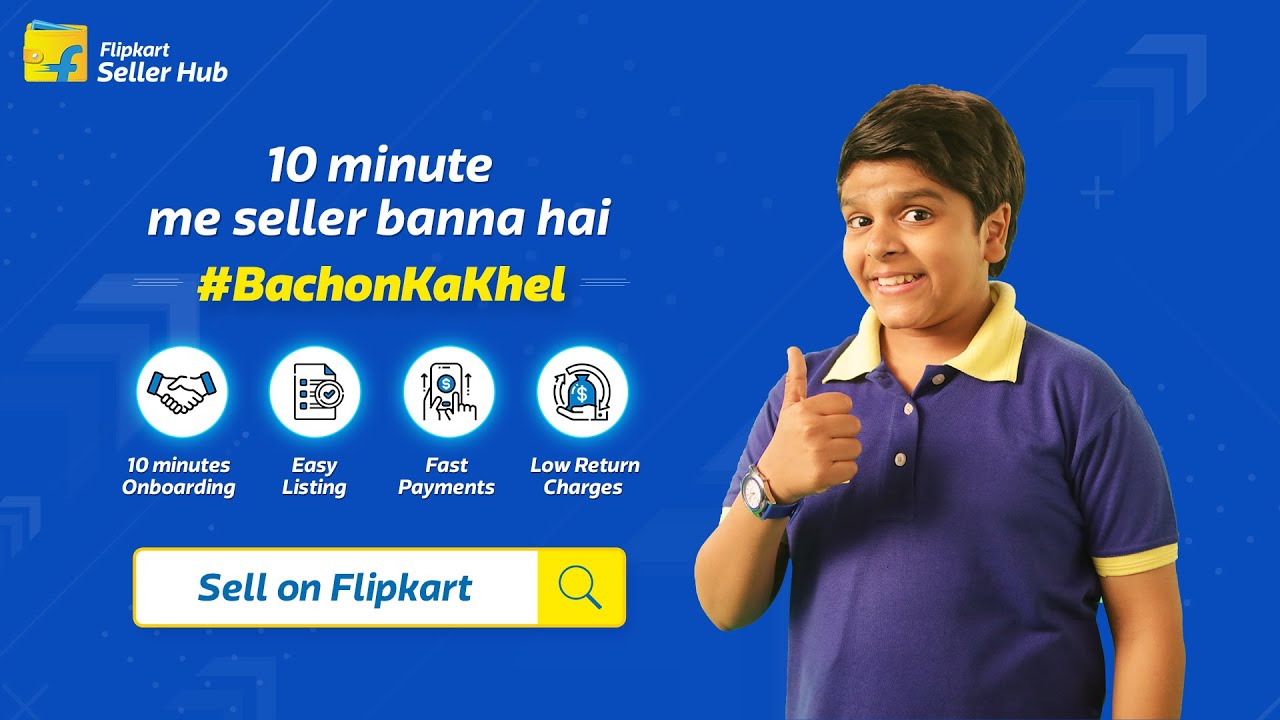 Flipkart
Seller Hub
10 minute
me seller banna hai
#BachonKaKhel
10 minutes
Onboarding
Easy
Listing
Fast
Payments
Low Return
Charges
Sell on Flipkart